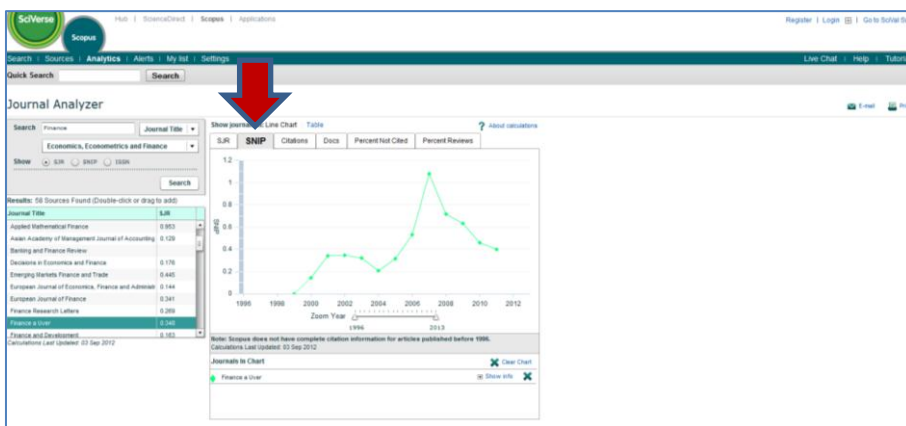 SciVerse
Scopus
Hub | ScienceDirect | Scopus | Applications
Register | Login | Go to SciVal Su
Search | Sources | Analytics | Alerts | My list | Settings
Live Chat | Help | Tutoria
Quick Search Search
Journal Analyzer
E-mail Pr
Search Finance Journal Title
Economics, Econometrics and Finance
Show SJR SNIP ISSN
Search
Results: 56 Sources Found (Double-click or drag to add)
Journal Title SJR
Applied Mathematical Finance 0.953
Asian Academy of Management Journal of Accounting 0.129
Banking and Finance Review
Decisions in Economics and Finance 0.176
Emerging Markets Finance and Trade 0.445
European Journal of Economics, Finance and Administr 0.144
European Journal of Finance 0.341
Finance Research Letters 0.269
Finance a Uver 0.340
Finance and Development 0.163
Calculations Last Updated: 03 Sep 2012
Show journals Line Chart Table
About calculations
SJR SNIP Citations Docs Percent Not Cited Percent Reviews
SNIP
1.2
1
0.8
0.6
0.4
0.2
0
1996 1998 2000 2002 2004 2006 2008 2010 2012
Zoom Year
1996 2013
Note: Scopus does not have complete citation information for articles published before 1996.
Calculations Last Updated: 03 Sep 2012
Journals In Chart Clear Chart
Finance a Uver Show info